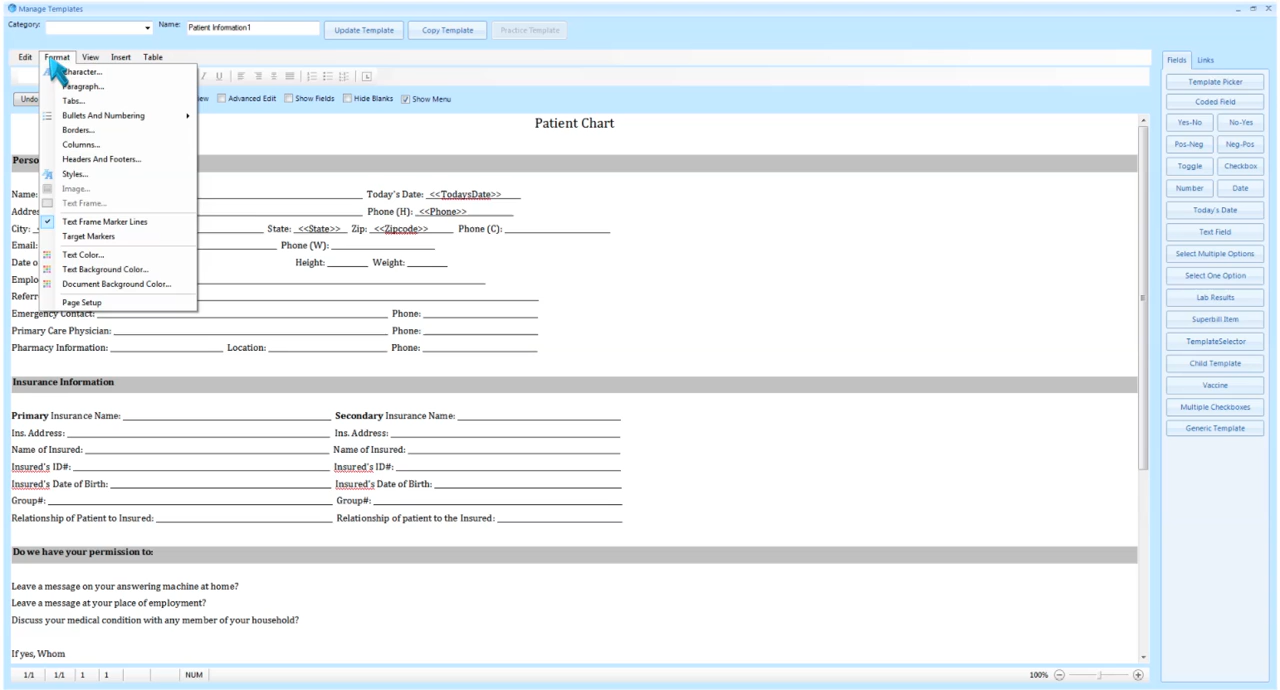 Manage Templates
Category: Name: Patient Information1 Update Template Copy Template Practice Template
Edit Format View Insert Table
Character...
Paragraph...
Tabs...
Bullets And Numbering
Borders...
Columns...
Headers And Footers...
Styles...
Image...
Text Frame...
Text Frame Marker Lines
Target Markers
Text Color...
Text Background Color...
Document Background Color...
Page Setup
Undo Advanced Edit Show Fields Hide Blanks Show Menu
Patient Chart
Name: Today's Date: <<TodaysDate>>
Phone (H): <<Phone>>
City: State: <<State>> Zip: <<Zipcode>> Phone (C):
Email: Phone (W):
Height: Weight:
Emergency Contact: Phone:
Primary Care Physician: Phone:
Pharmacy Information: Location: Phone:
Insurance Information
Primary Insurance Name: Secondary Insurance Name:
Ins. Address: Ins. Address:
Name of Insured: Name of Insured:
Insured's ID#: Insured's ID#:
Insured's Date of Birth: Insured's Date of Birth:
Group#: Group#:
Relationship of Patient to Insured: Relationship of patient to the Insured:
Do we have your permission to:
Leave a message on your answering machine at home?
Leave a message at your place of employment?
Discuss your medical condition with any member of your household?
If yes, Whom
1/1 1/1 1 1 NUM 100%
Fields Links
Template Picker
Coded Field
Yes-No No-Yes
Pos-Neg Neg-Pos
Toggle Checkbox
Number Date
Today's Date
Text Field
Select Multiple Options
Select One Option
Lab Results
Superbill Item
TemplateSelector
Child Template
Vaccine
Multiple Checkboxes
Generic Template